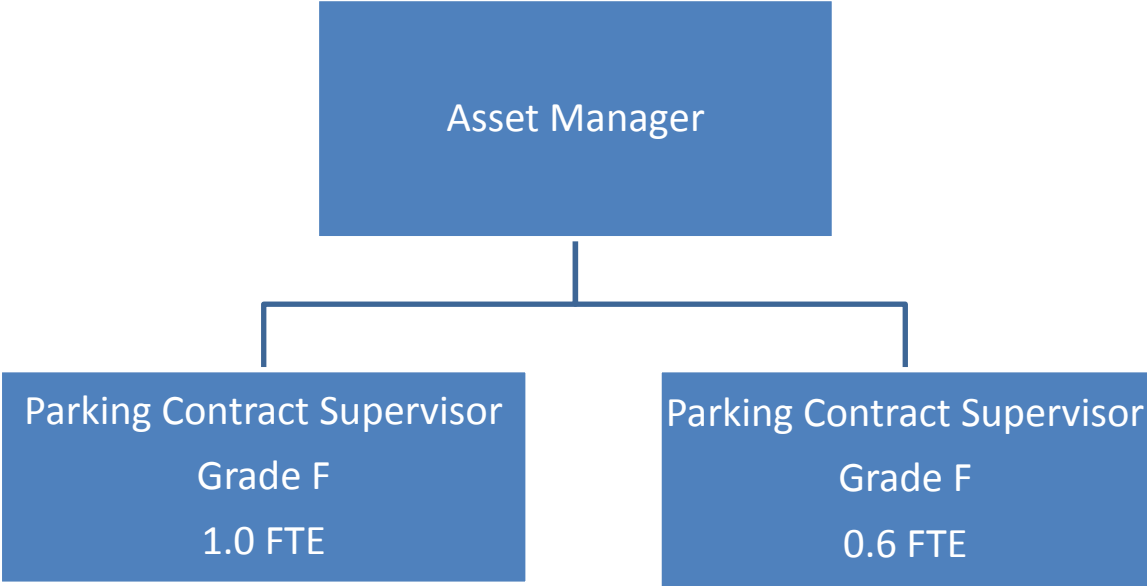 Asset Manager
Parking Contract Supervisor
Grade F
1.0 FTE
Parking Contract Supervisor
Grade F
0.6 FTE